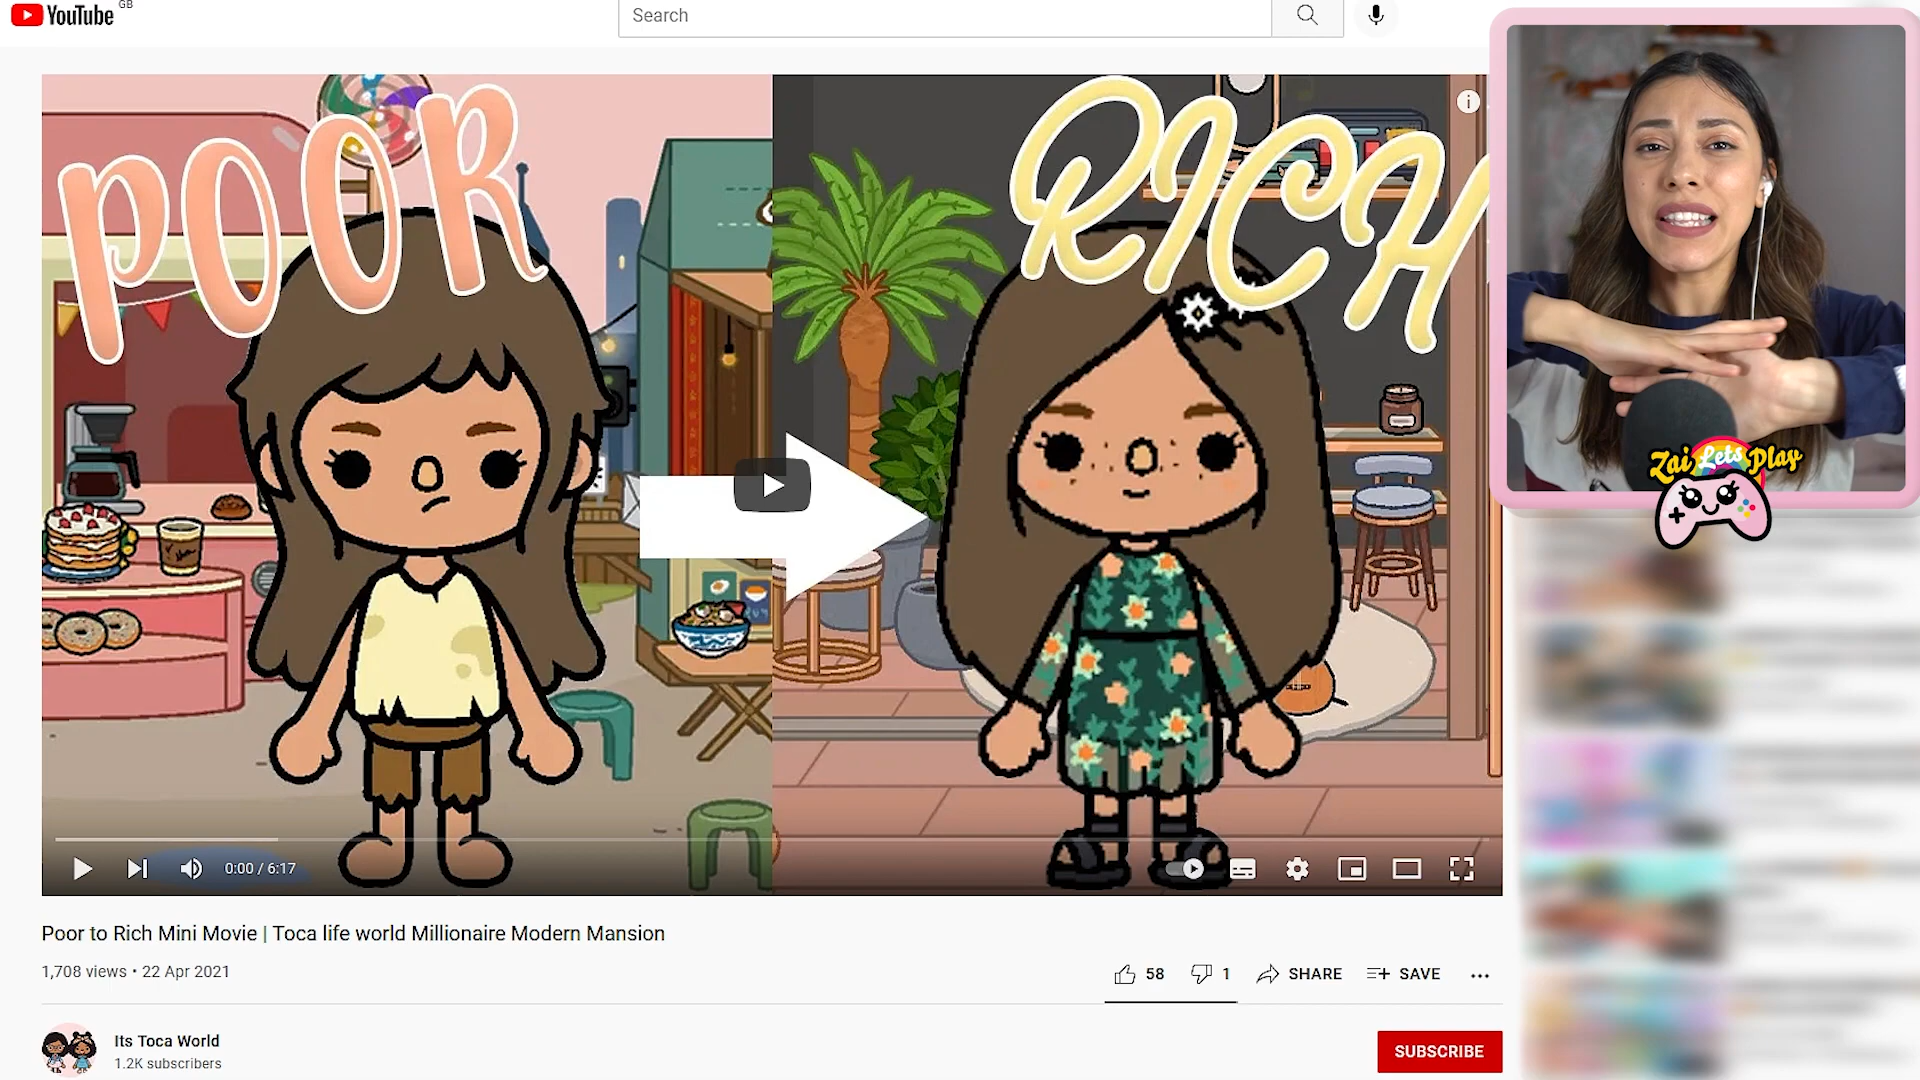 YouTube GB
Search
POOR
RICH
Zai Lets Play
0:00 / 6:17
Poor to Rich Mini Movie | Toca life world Millionaire Modern Mansion
1,708 views • 22 Apr 2021
58
1
SHARE
SAVE
Its Toca World
1.2K subscribers
SUBSCRIBE